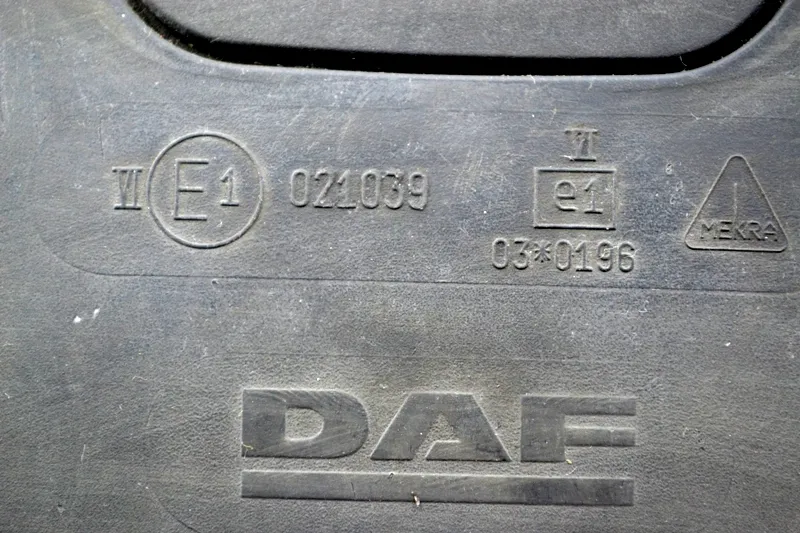 VI E1 021039
VI
e1
03*0196
MEKRA
DAF